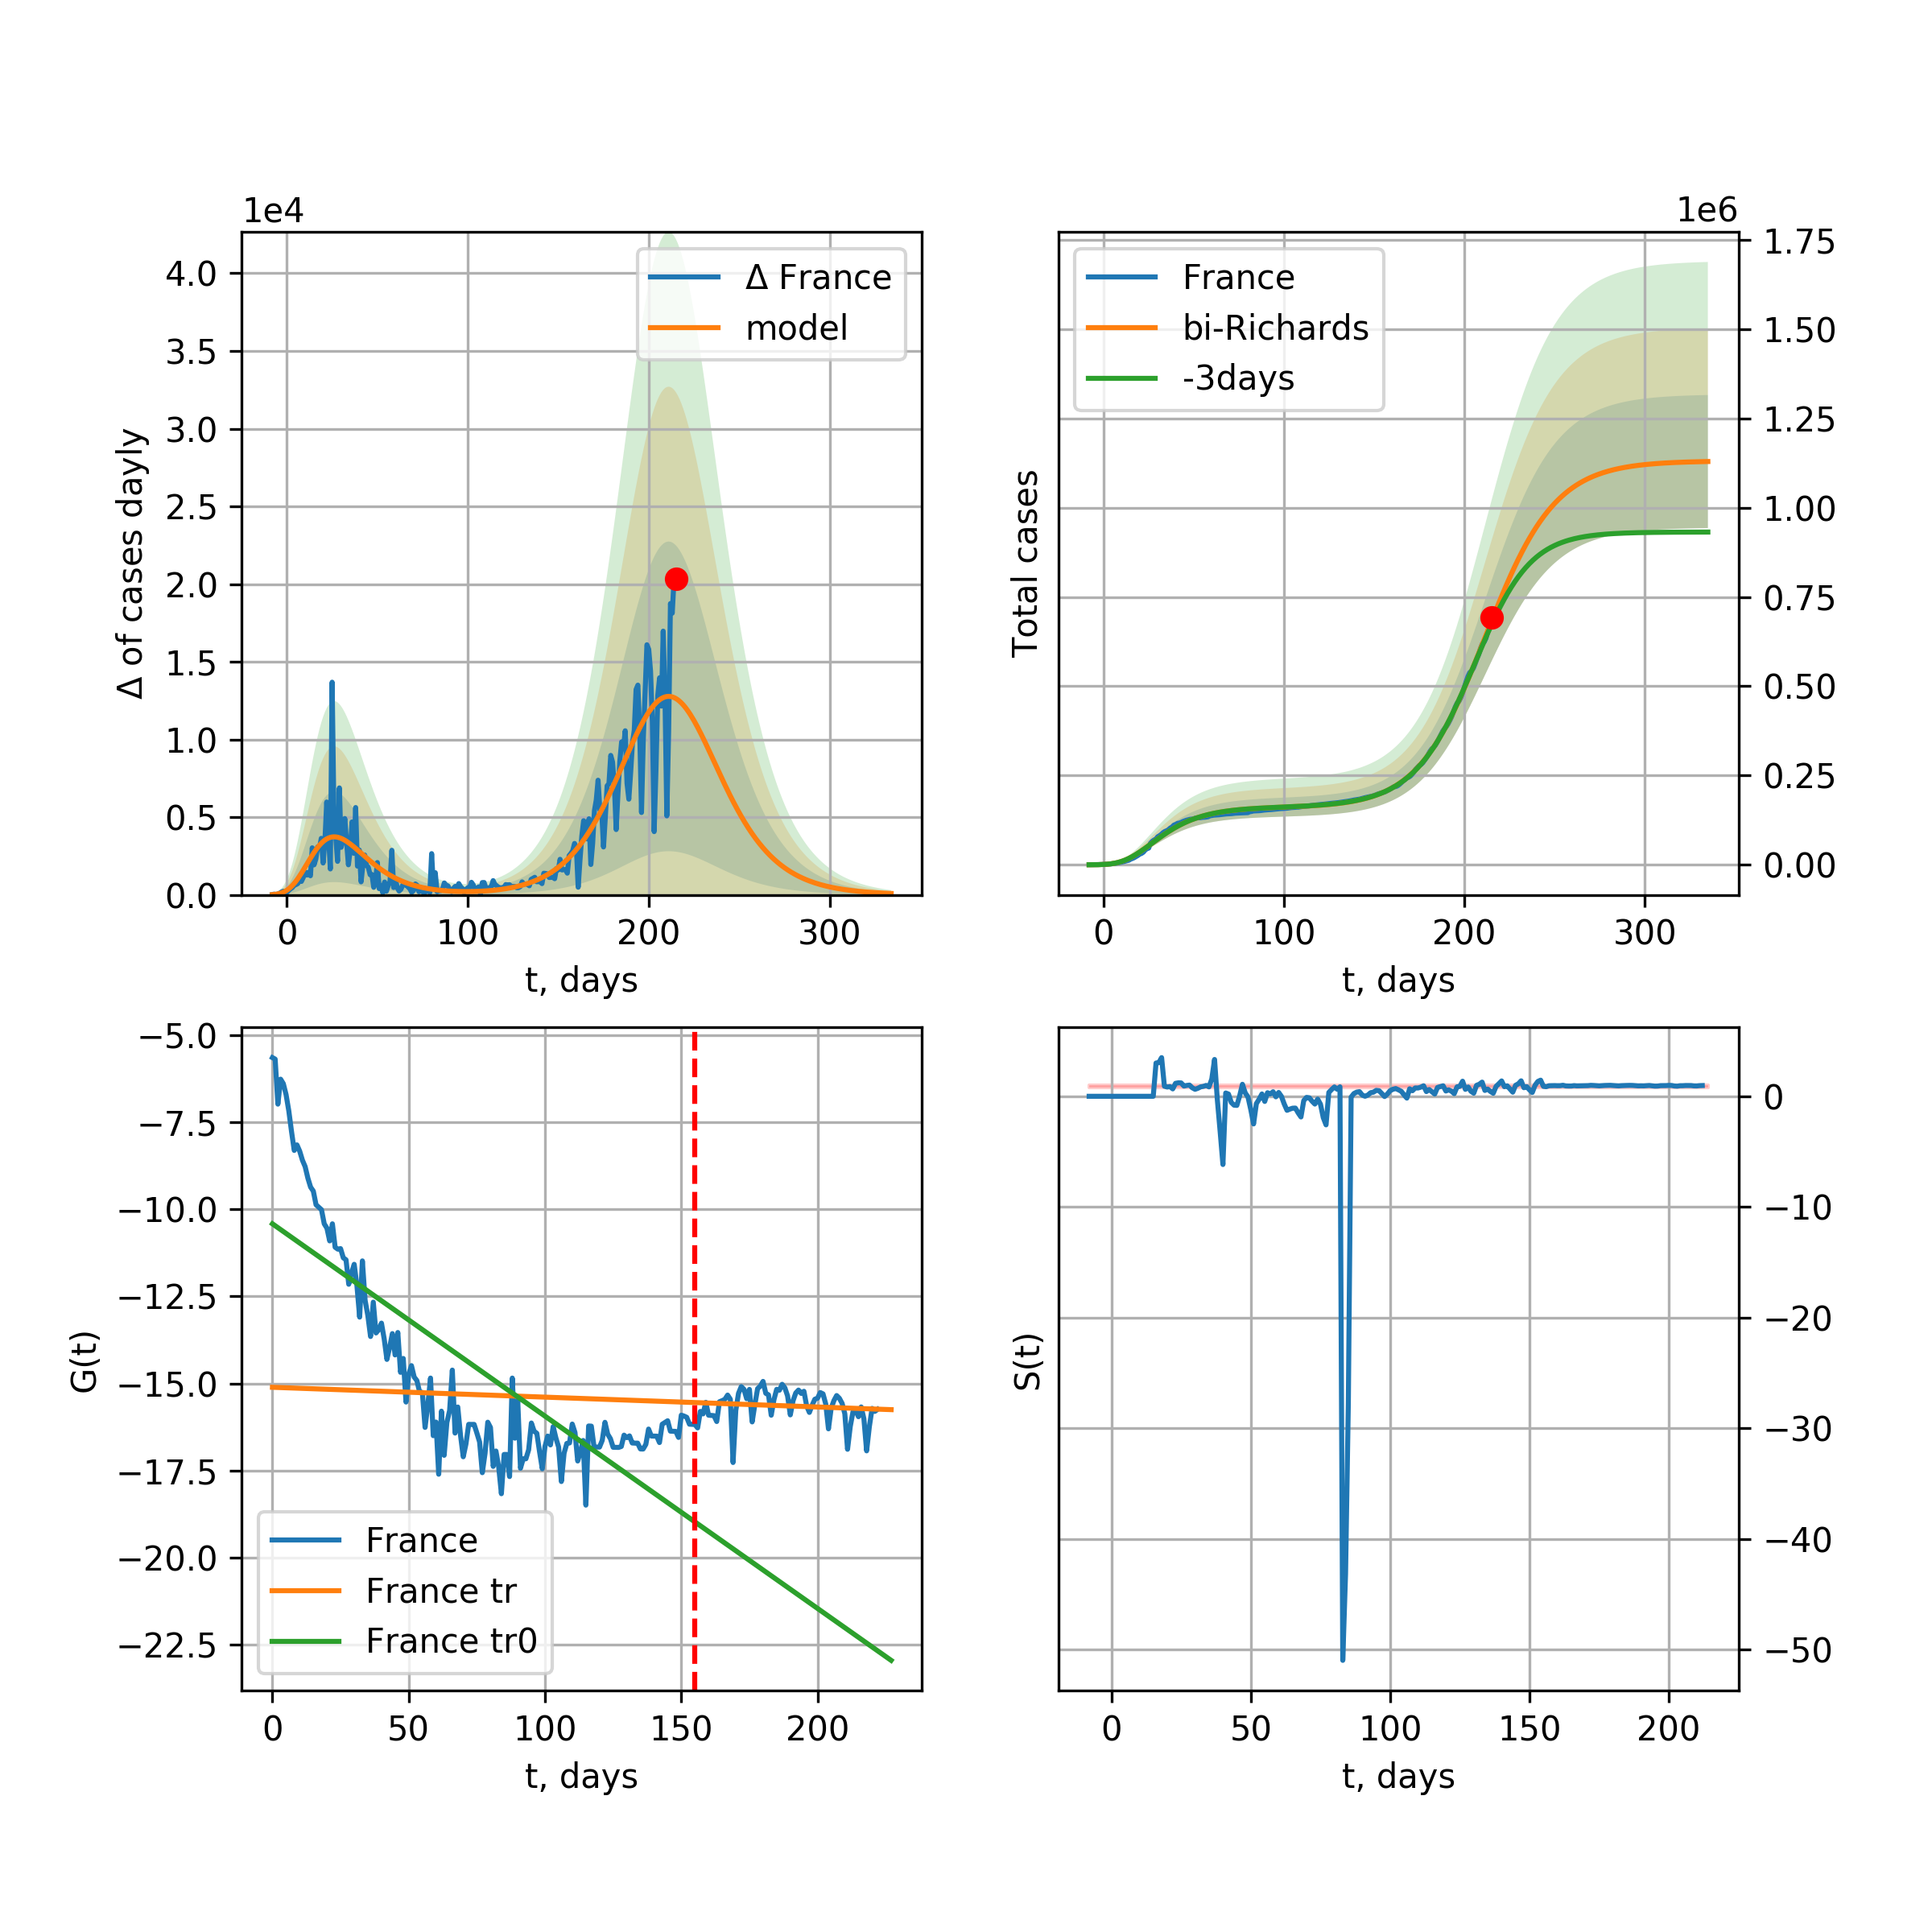 1e4
4.0
3.5
3.0
2.5
2.0
1.5
1.0
0.5
0.0
Δ of cases dayly
Δ France
model
0 100 200 300
t, days
1e6
1.75
1.50
1.25
1.00
0.75
0.50
0.25
0.00
Total cases
France
bi-Richards
-3days
0 100 200 300
t, days
−5.0
−7.5
−10.0
−12.5
−15.0
−17.5
−20.0
−22.5
G(t)
France
France tr
France tr0
0 50 100 150 200
t, days
0
−10
−20
−30
−40
−50
S(t)
0 50 100 150 200
t, days